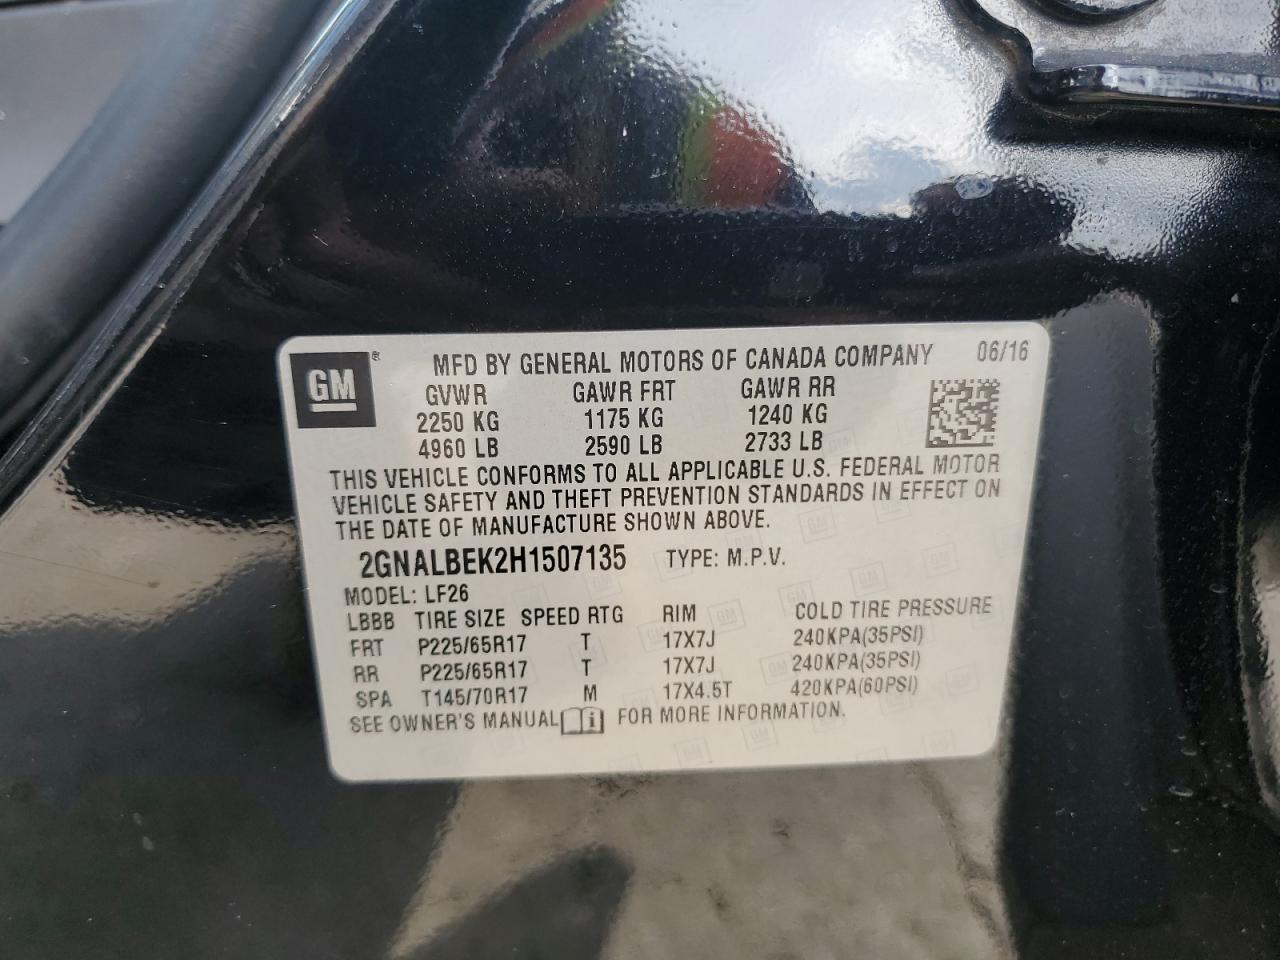 GM ® MFD BY GENERAL MOTORS OF CANADA COMPANY 06/16
GVWR GAWR FRT GAWR RR
2250 KG 1175 KG 1240 KG
4960 LB 2590 LB 2733 LB
THIS VEHICLE CONFORMS TO ALL APPLICABLE U.S. FEDERAL MOTOR
VEHICLE SAFETY AND THEFT PREVENTION STANDARDS IN EFFECT ON
THE DATE OF MANUFACTURE SHOWN ABOVE.
2GNALBEK2H1507135 TYPE: M.P.V.
MODEL: LF26
LBBB TIRE SIZE SPEED RTG RIM COLD TIRE PRESSURE
FRT P225/65R17 T 17X7J 240KPA(35PSI)
RR P225/65R17 T 17X7J 240KPA(35PSI)
SPA T145/70R17 M 17X4.5T 420KPA(60PSI)
SEE OWNER'S MANUAL i FOR MORE INFORMATION.